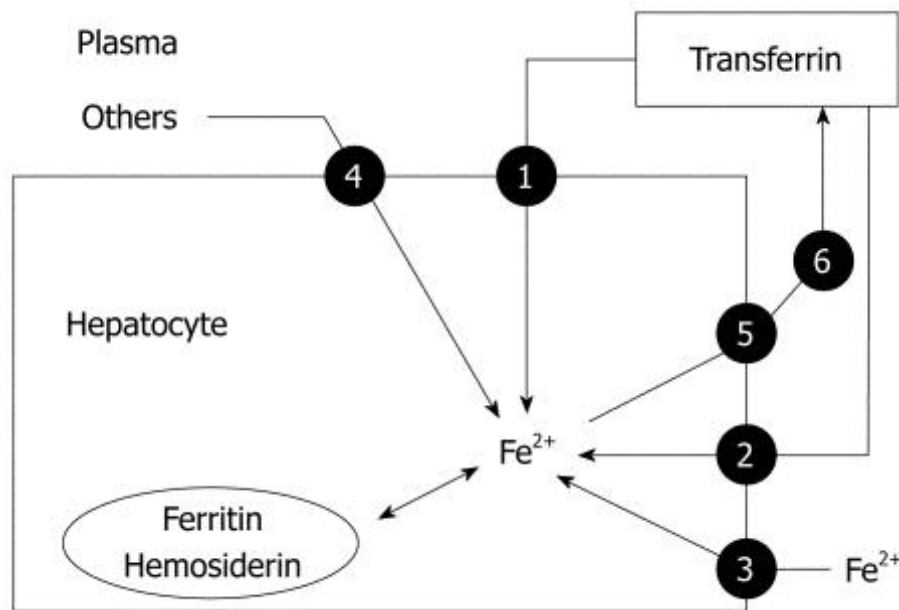 Plasma
Transferrin
Others
4
1
6
Hepatocyte
5
Fe²⁺
2
Ferritin
Hemosiderin
3
Fe²⁺